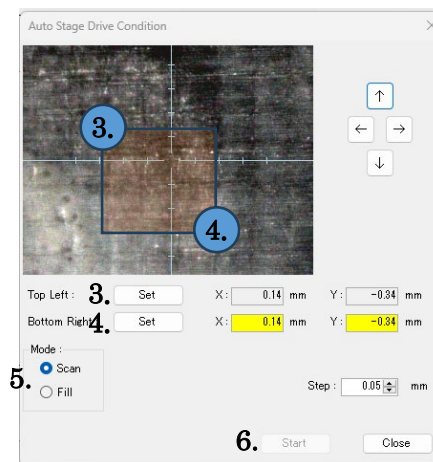 Auto Stage Drive Condition
3.
4.
Top Left : 3. Set X : 0.14 mm Y : -0.34 mm
Bottom Right 4. Set X : 0.14 mm Y : -0.34 mm
Mode :
5. Scan
Fill
Step : 0.05 mm
6. Start Close